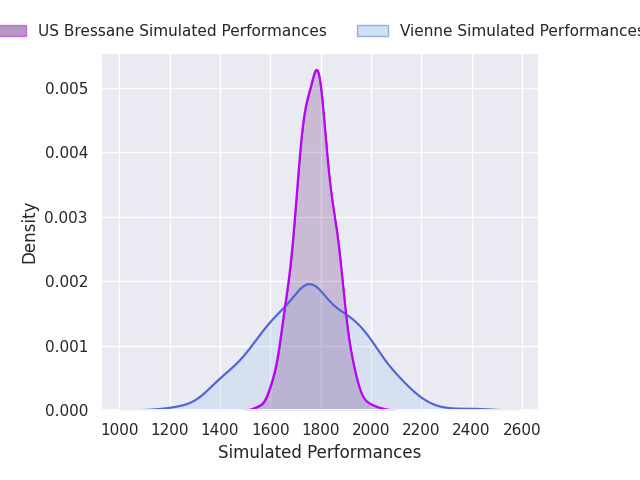 US Bressane Simulated Performances
Vienne Simulated Performances
0.005
0.004
0.003
0.002
0.001
0.000
Density
1000 1200 1400 1600 1800 2000 2200 2400 2600
Simulated Performances